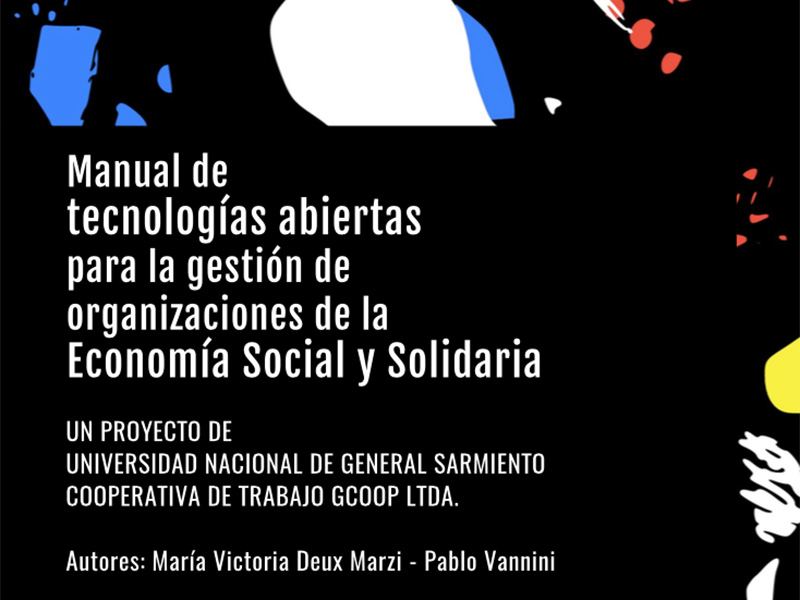 Manual de
tecnologías abiertas
para la gestión de
organizaciones de la
Economía Social y Solidaria
UN PROYECTO DE
UNIVERSIDAD NACIONAL DE GENERAL SARMIENTO
COOPERATIVA DE TRABAJO GCOOP LTDA.
Autores: María Victoria Deux Marzi - Pablo Vannini